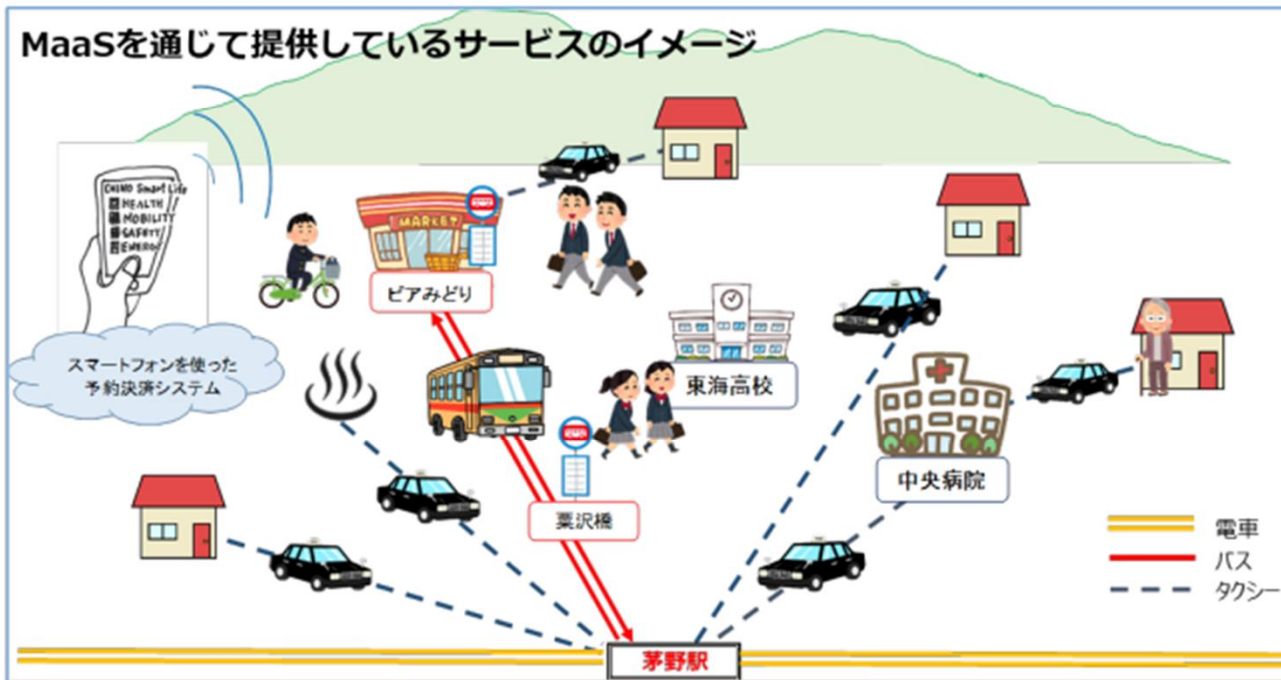 MaaSを通じて提供しているサービスのイメージ
CHINO Smart Life
HEALTH
MOBILITY
SAFETY
ENERGY
スマートフォンを使った
予約決済システム
MARKET
ピアみどり
東海高校
粟沢橋
中央病院
電車
バス
タクシー
茅野駅